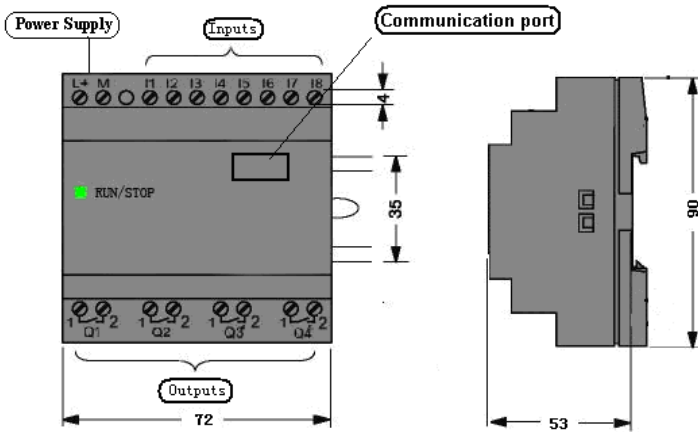 Power Supply
Inputs
Communication port
L+ M I1 I2 I3 I4 I5 I6 I7 I8
4
RUN/STOP
35
90
1 2 1 2 1 2 1 2
Q1 Q2 Q3 Q4
Outputs
72
53